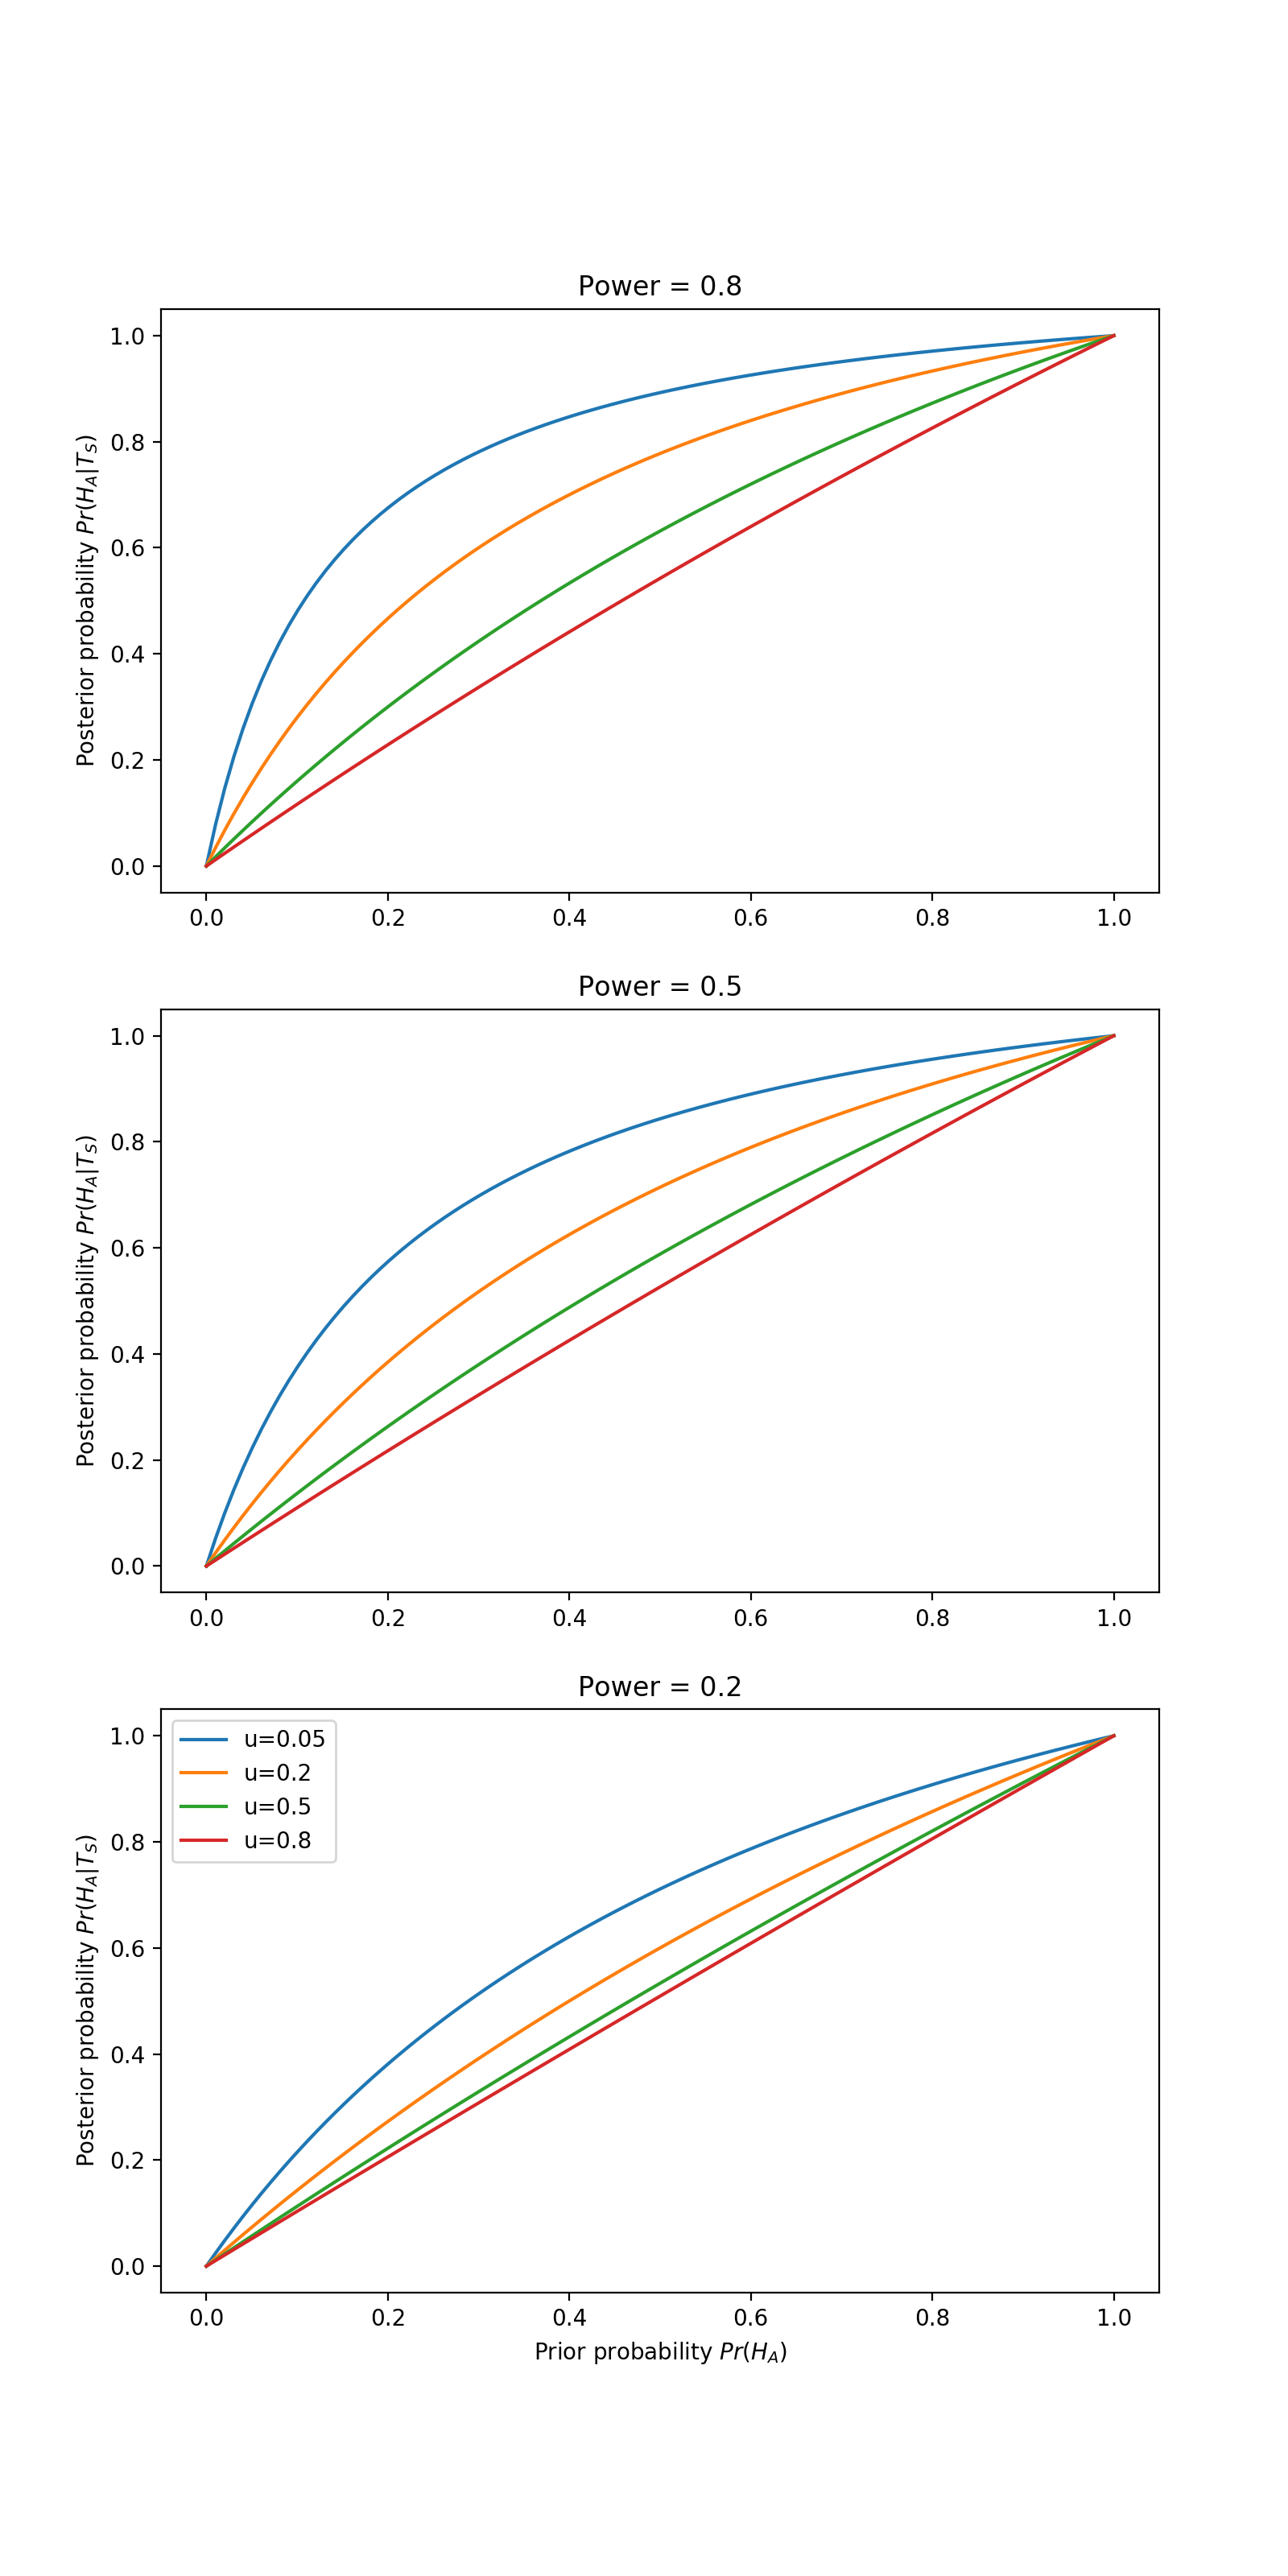 Power = 0.8
Posterior probability Pr(H_A|T_S)
1.0
0.8
0.6
0.4
0.2
0.0
0.0 0.2 0.4 0.6 0.8 1.0
Power = 0.5
Posterior probability Pr(H_A|T_S)
1.0
0.8
0.6
0.4
0.2
0.0
0.0 0.2 0.4 0.6 0.8 1.0
Power = 0.2
Posterior probability Pr(H_A|T_S)
1.0
0.8
0.6
0.4
0.2
0.0
u=0.05
u=0.2
u=0.5
u=0.8
0.0 0.2 0.4 0.6 0.8 1.0
Prior probability Pr(H_A)